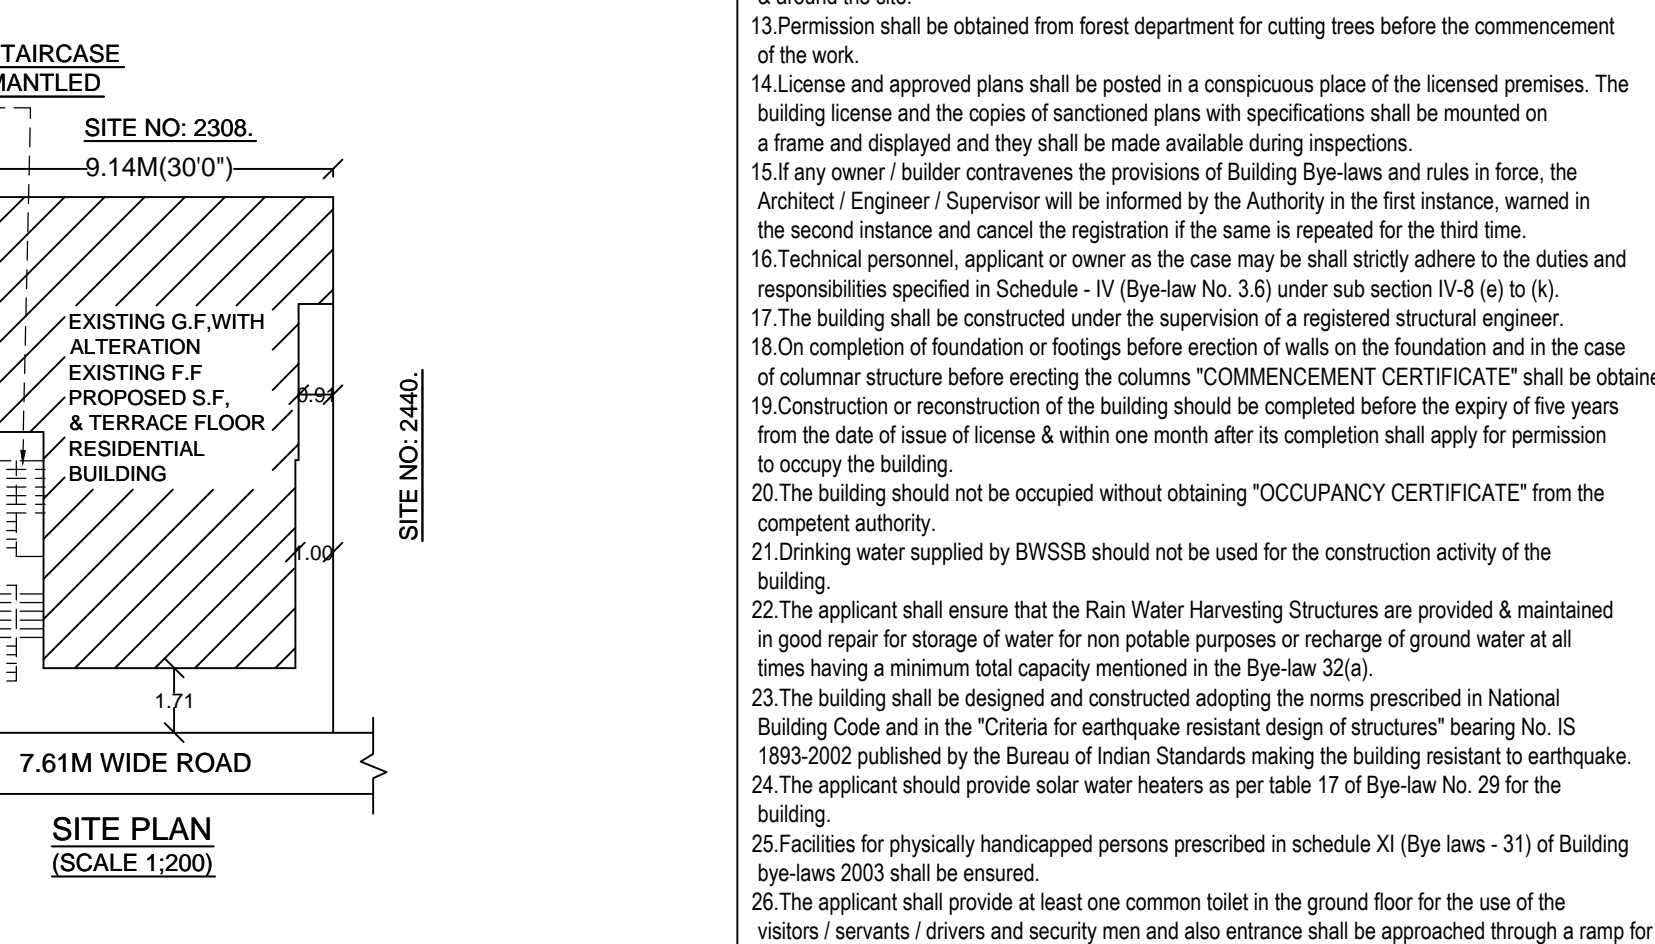 TAIRCASE
MANTLED
SITE NO: 2308.
9.14M(30'0")
EXISTING G.F,WITH
ALTERATION
EXISTING F.F
PROPOSED S.F,
& TERRACE FLOOR
RESIDENTIAL
BUILDING
0.91
1.00
SITE NO: 2440.
1.71
7.61M WIDE ROAD
SITE PLAN
(SCALE 1;200)
& around the site.
13.Permission shall be obtained from forest department for cutting trees before the commencement
of the work.
14.License and approved plans shall be posted in a conspicuous place of the licensed premises. The
building license and the copies of sanctioned plans with specifications shall be mounted on
a frame and displayed and they shall be made available during inspections.
15.If any owner / builder contravenes the provisions of Building Bye-laws and rules in force, the
Architect / Engineer / Supervisor will be informed by the Authority in the first instance, warned in
the second instance and cancel the registration if the same is repeated for the third time.
16.Technical personnel, applicant or owner as the case may be shall strictly adhere to the duties and
responsibilities specified in Schedule - IV (Bye-law No. 3.6) under sub section IV-8 (e) to (k).
17.The building shall be constructed under the supervision of a registered structural engineer.
18.On completion of foundation or footings before erection of walls on the foundation and in the case
of columnar structure before erecting the columns "COMMENCEMENT CERTIFICATE" shall be obtaine
19.Construction or reconstruction of the building should be completed before the expiry of five years
from the date of issue of license & within one month after its completion shall apply for permission
to occupy the building.
20.The building should not be occupied without obtaining "OCCUPANCY CERTIFICATE" from the
competent authority.
21.Drinking water supplied by BWSSB should not be used for the construction activity of the
building.
22.The applicant shall ensure that the Rain Water Harvesting Structures are provided & maintained
in good repair for storage of water for non potable purposes or recharge of ground water at all
times having a minimum total capacity mentioned in the Bye-law 32(a).
23.The building shall be designed and constructed adopting the norms prescribed in National
Building Code and in the "Criteria for earthquake resistant design of structures" bearing No. IS
1893-2002 published by the Bureau of Indian Standards making the building resistant to earthquake.
24.The applicant should provide solar water heaters as per table 17 of Bye-law No. 29 for the
building.
25.Facilities for physically handicapped persons prescribed in schedule XI (Bye laws - 31) of Building
bye-laws 2003 shall be ensured.
26.The applicant shall provide at least one common toilet in the ground floor for the use of the
visitors / servants / drivers and security men and also entrance shall be approached through a ramp for